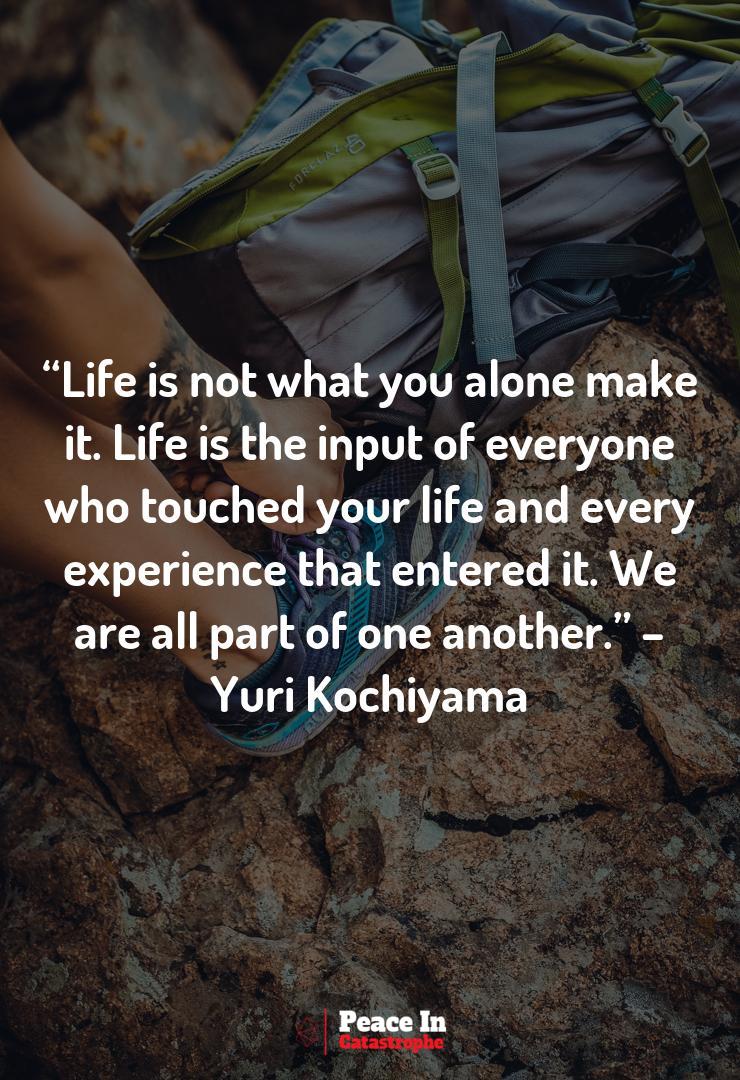 FORCLAZ
“Life is not what you alone make
it. Life is the input of everyone
who touched your life and every
experience that entered it. We
are all part of one another.” –
Yuri Kochiyama
Peace In
Catastrophe